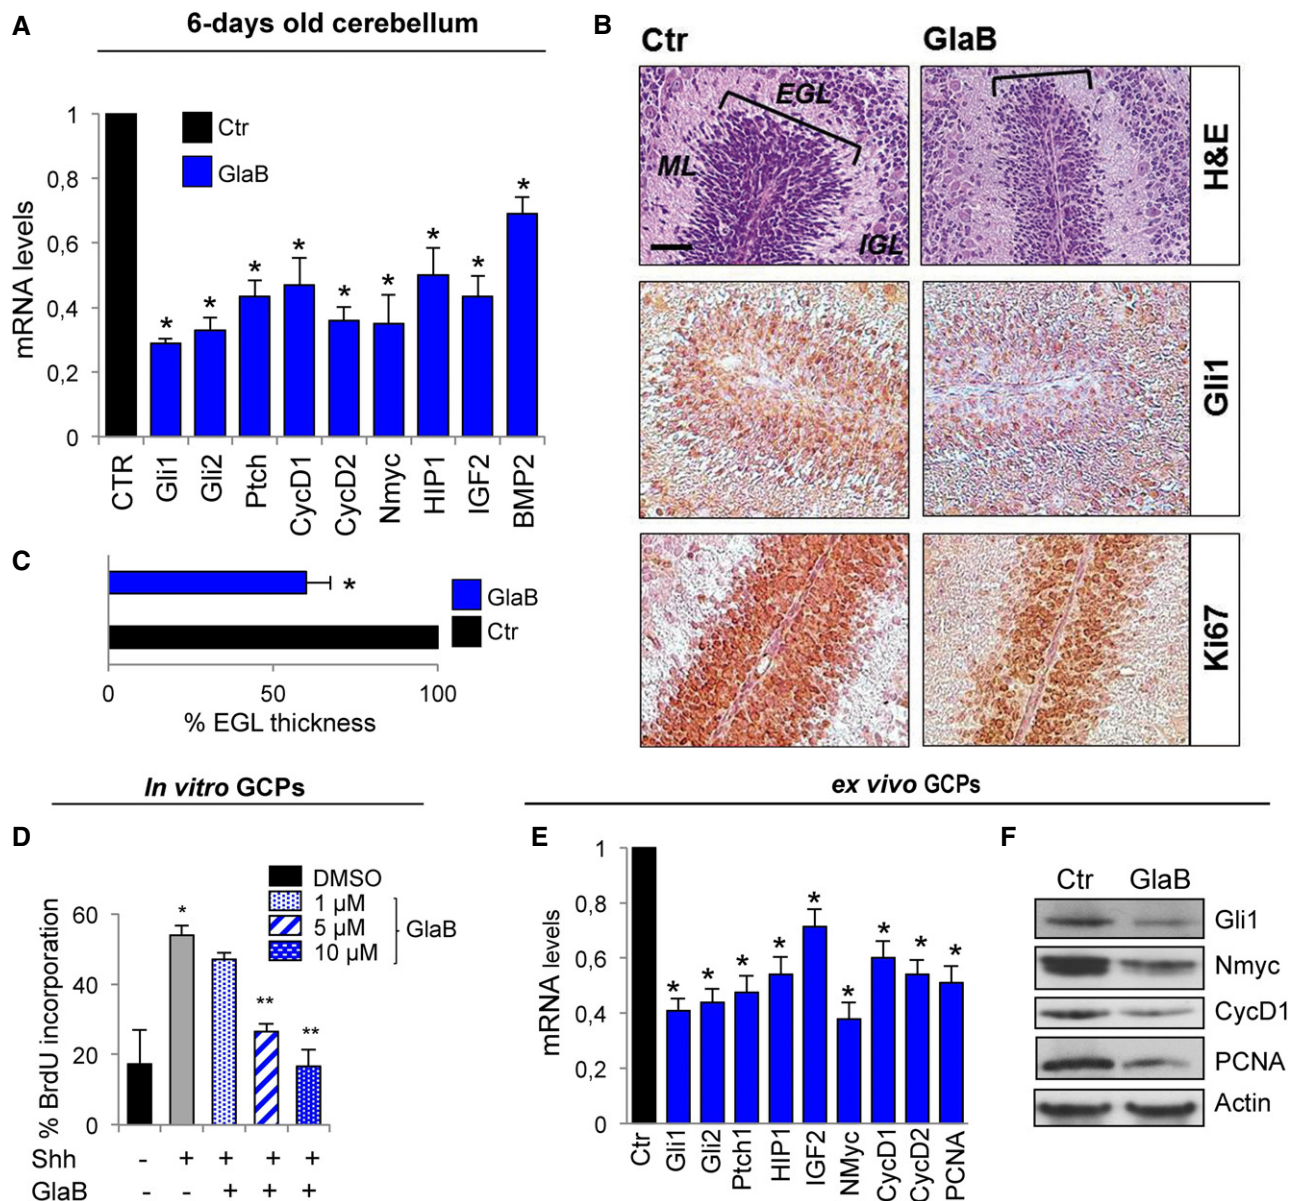 A
6-days old cerebellum
mRNA levels
1
0,8
0,6
0,4
0,2
0
Ctr
GlaB
*
*
*
*
*
*
*
*
*
CTR
Gli1
Gli2
Ptch
CycD1
CycD2
Nmyc
HIP1
IGF2
BMP2
B
Ctr
GlaB
EGL
ML
IGL
H&E
Gli1
Ki67
C
*
GlaB
Ctr
0
50
100
% EGL thickness
In vitro GCPs
D
DMSO
1 µM
5 µM
10 µM
GlaB
% BrdU incorporation
60
40
20
0
*
**
**
Shh - + + + +
GlaB - - + + +
ex vivo GCPs
E
mRNA levels
1
0,8
0,6
0,4
0,2
0
*
*
*
*
*
*
*
*
*
Ctr
Gli1
Gli2
Ptch1
HIP1
IGF2
NMyc
CycD1
CycD2
PCNA
F
Ctr GlaB
Gli1
Nmyc
CycD1
PCNA
Actin